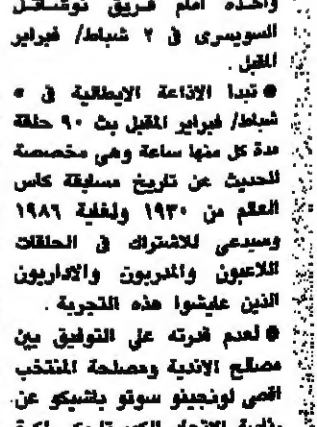 واحدة امام فريق نوشاتل
السويسري في ٢ شباط/ فبراير
المقبل .
● تبدا الاذاعة الايطالية في ٥
شباط/ فبراير المقبل بث ٩٠ حلقة
مدة كل منها ساعة وهي مخصصة
للحديث عن تاريخ مسابقة كاس
العالم من ١٩٣٠ ولغاية ١٩٨٦
وسيدعى للاشتراك في الحلقات
اللاعبون والمدربون والاداريون
الذين عايشوا هذه التجربة .
● لعدم قدرته على التوفيق بين
مصالح الاندية ومصلحة المنتخب
اقصي لونجينو سوتو باشيكو عن